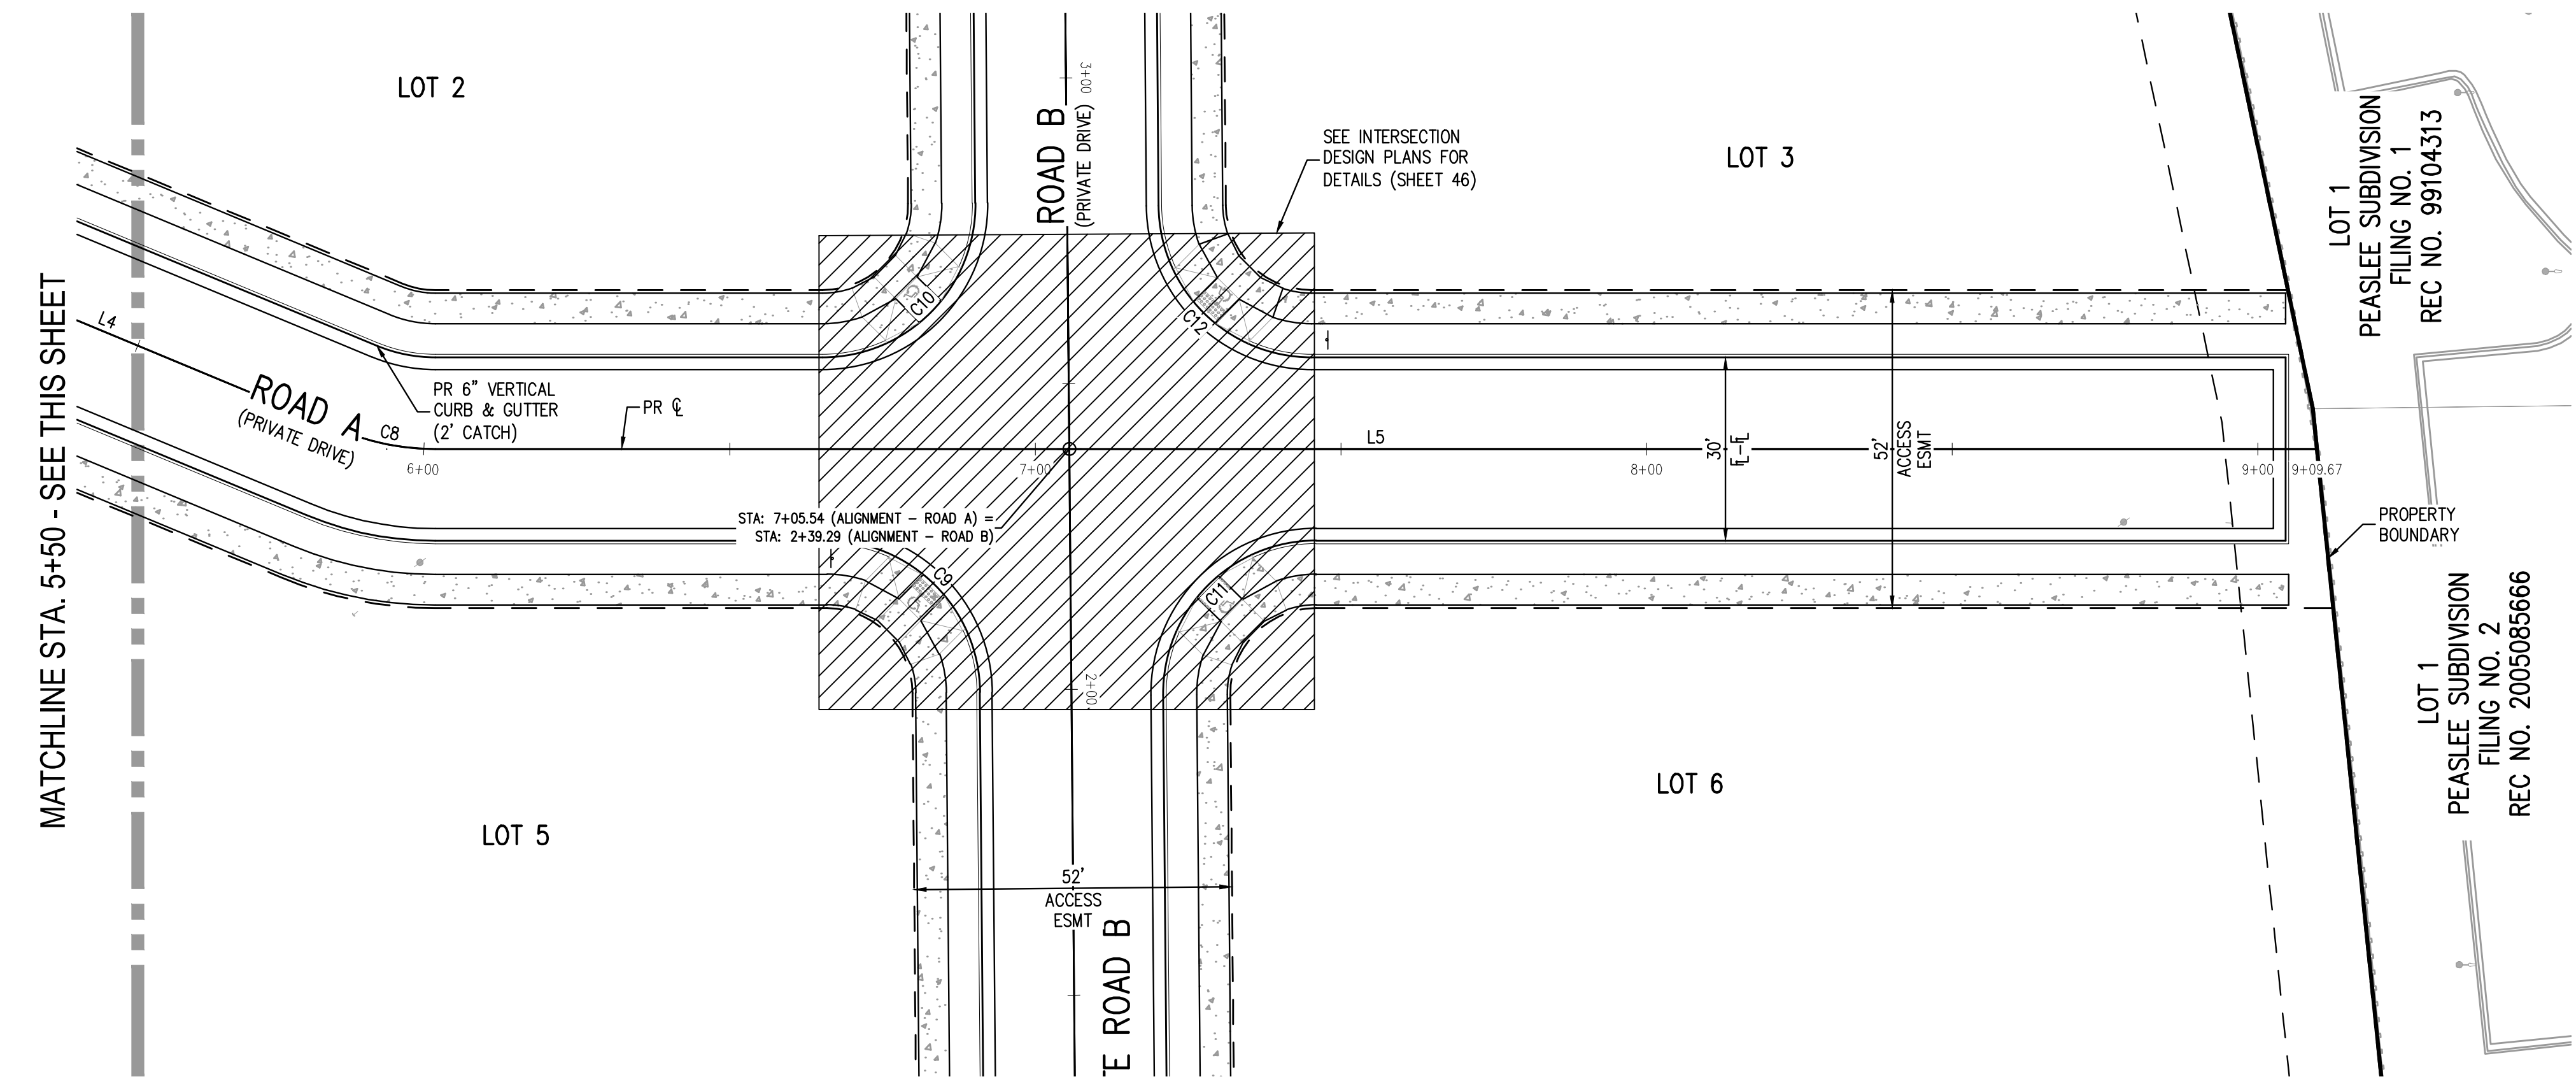 MATCHLINE STA. 5+50 - SEE THIS SHEET
LOT 2
L4
ROAD A
(PRIVATE DRIVE)
C8
PR 6" VERTICAL
CURB & GUTTER
(2' CATCH)
6+00
PR ℄
LOT 5
ROAD B
(PRIVATE DRIVE)
3+00
C10
C12
7+00
STA: 7+05.54 (ALIGNMENT - ROAD A) =
STA: 2+39.29 (ALIGNMENT - ROAD B)
C9
C11
2+00
52'
ACCESS
ESMT
TE ROAD B
SEE INTERSECTION
DESIGN PLANS FOR
DETAILS (SHEET 46)
LOT 3
L5
8+00
30'
FL-FL
52'
ACCESS
ESMT
9+00
9+09.67
LOT 6
PROPERTY
BOUNDARY
LOT 1
PEASLEE SUBDIVISION
FILING NO. 1
REC NO. 99104313
LOT 1
PEASLEE SUBDIVISION
FILING NO. 2
REC NO. 2005085666